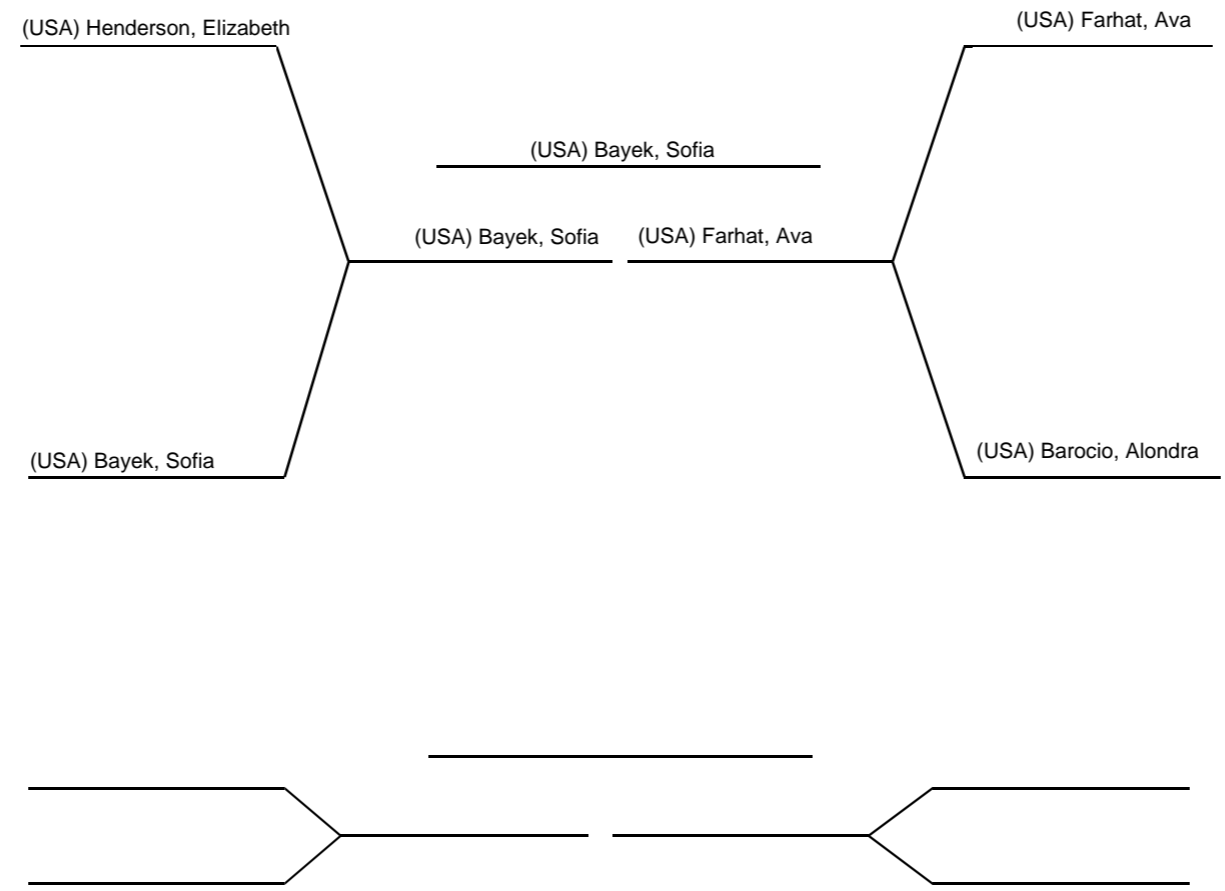 (USA) Henderson, Elizabeth
(USA) Farhat, Ava
(USA) Bayek, Sofia
(USA) Bayek, Sofia
(USA) Farhat, Ava
(USA) Bayek, Sofia
(USA) Barocio, Alondra